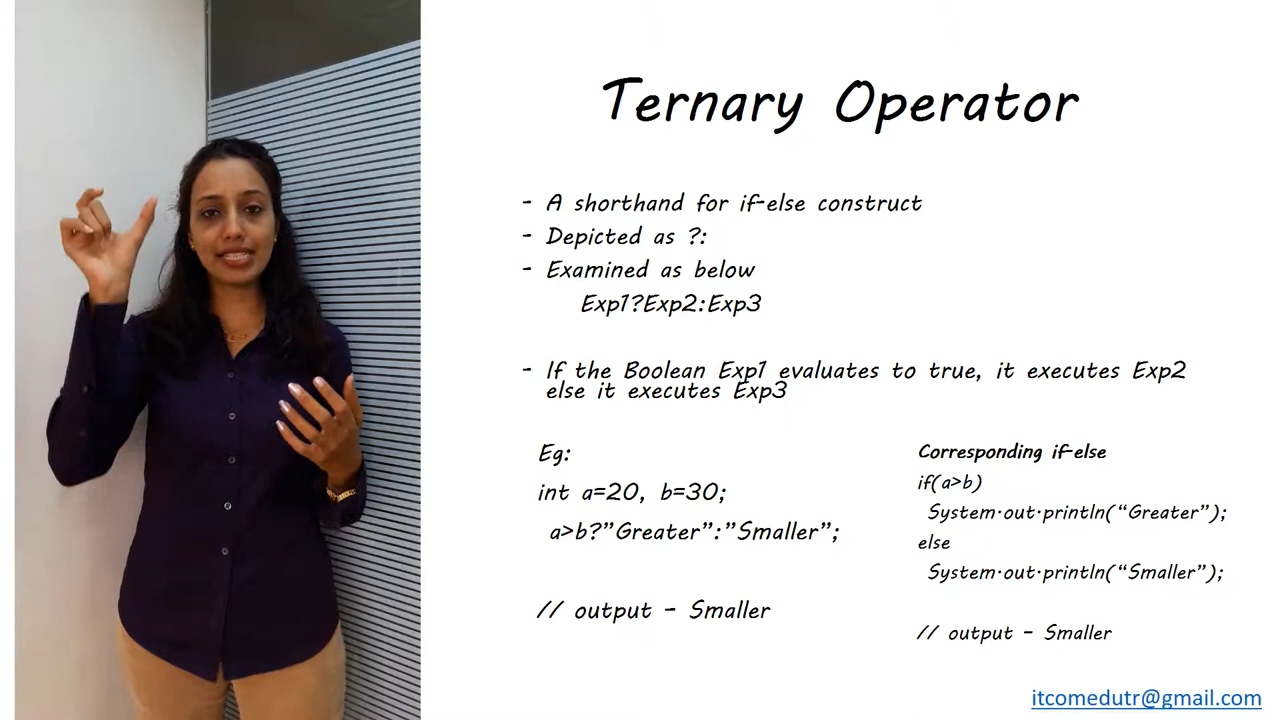 Ternary Operator
- A shorthand for if-else construct
- Depicted as ?:
- Examined as below
Exp1?Exp2:Exp3
- If the Boolean Exp1 evaluates to true, it executes Exp2
else it executes Exp3
Eg:
int a=20, b=30;
a>b?”Greater”:”Smaller”;
// output - Smaller
Corresponding if-else
if(a>b)
System.out.println(“Greater”);
else
System.out.println(“Smaller”);
// output - Smaller
itcomedutr@gmail.com